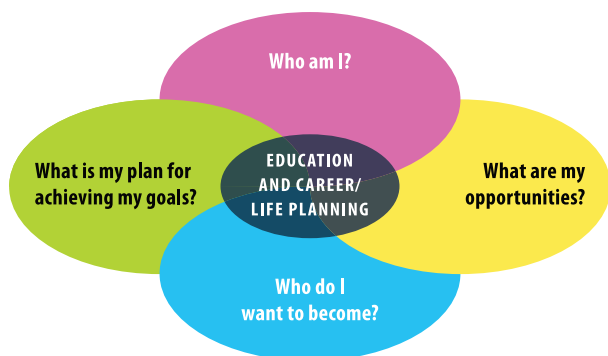 Who am I?
What is my plan for
achieving my goals?
EDUCATION
AND CAREER/
LIFE PLANNING
What are my
opportunities?
Who do I
want to become?